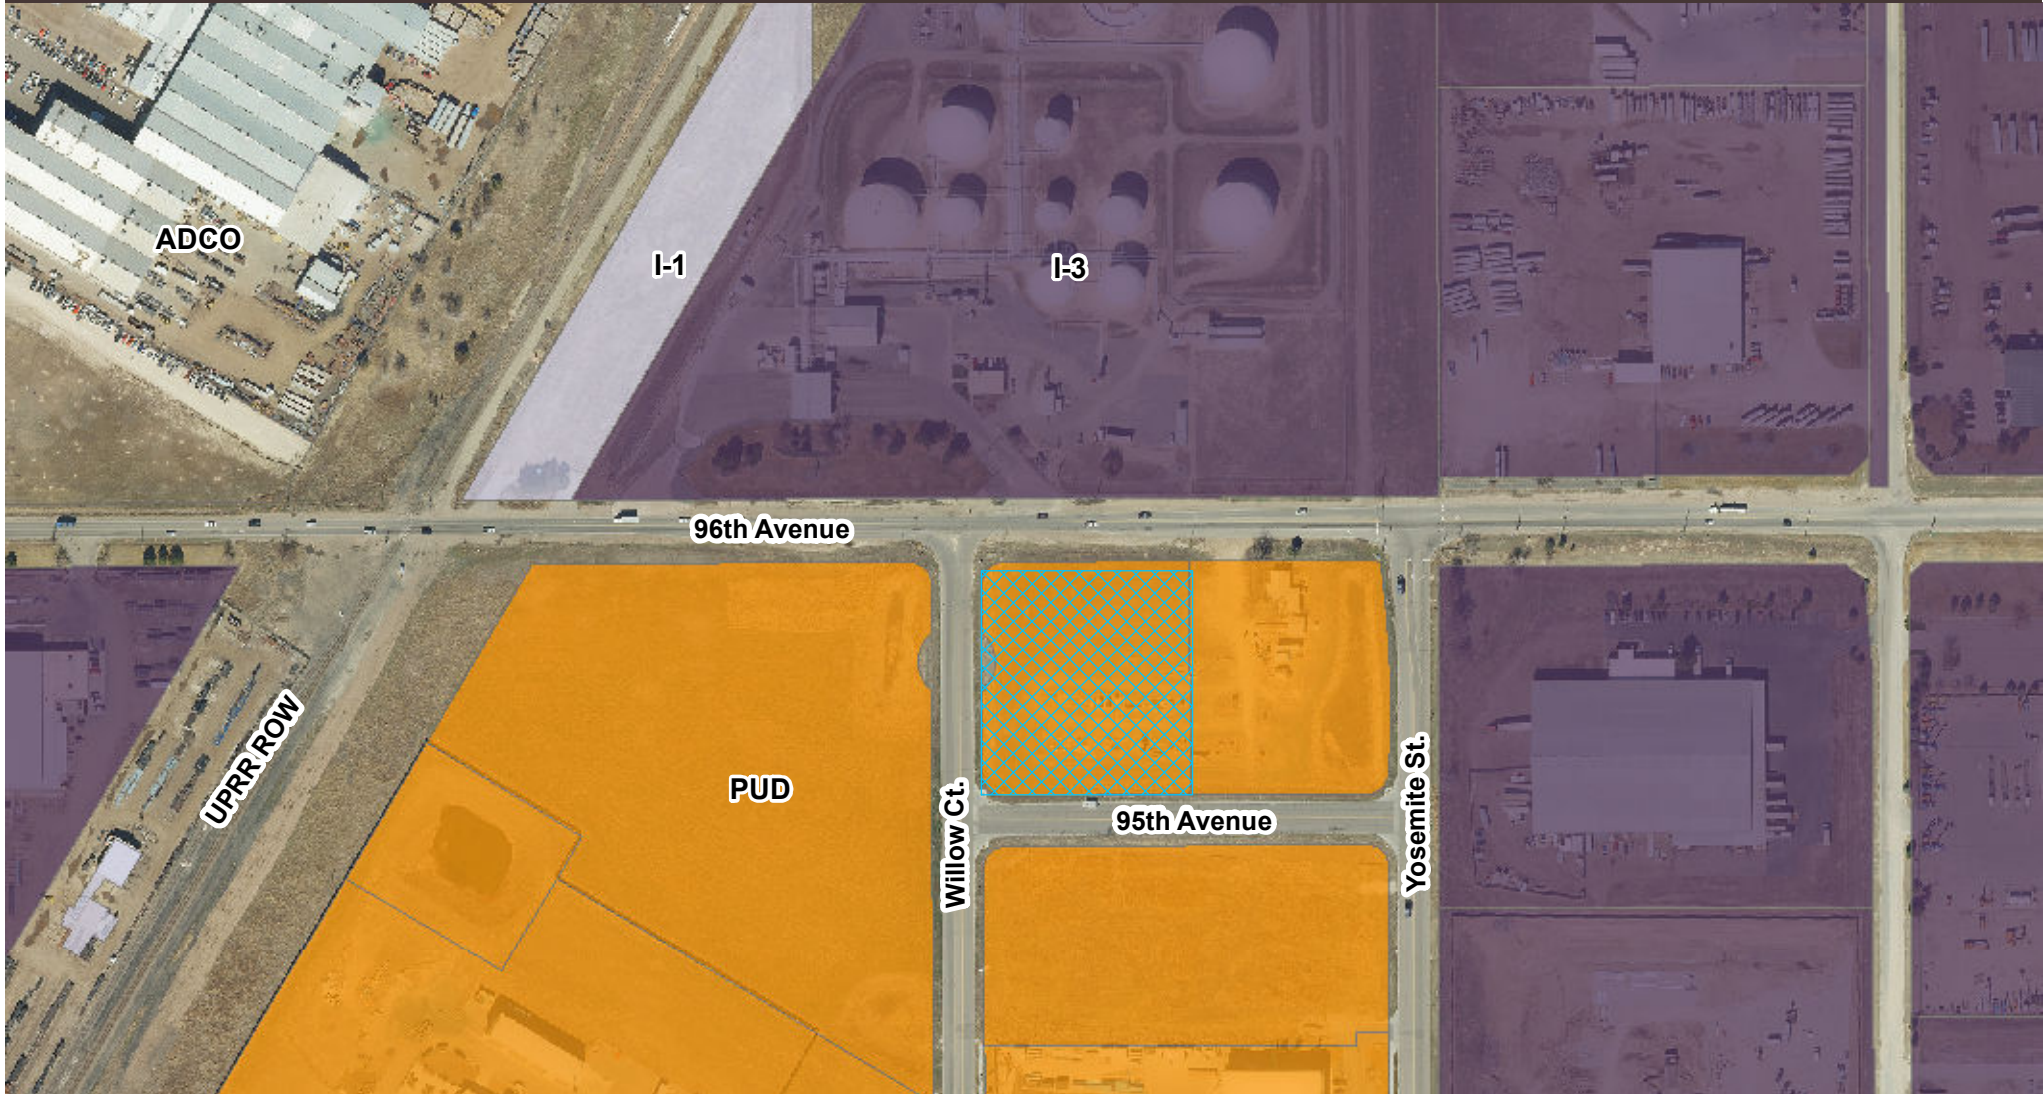 ADCO
I-1
I-3
96th Avenue
UPRR ROW
PUD
Willow Ct.
95th Avenue
Yosemite St.